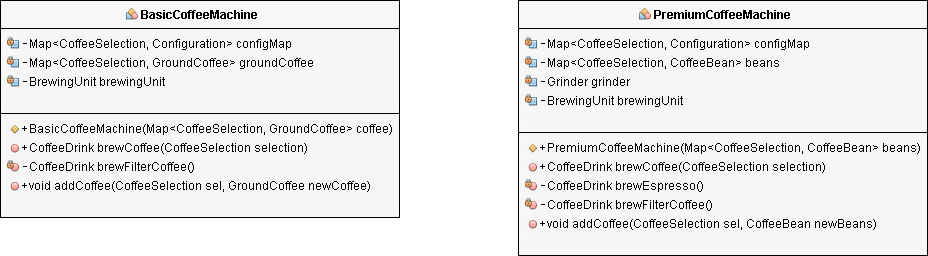 BasicCoffeeMachine
- Map<CoffeeSelection, Configuration> configMap
- Map<CoffeeSelection, GroundCoffee> groundCoffee
- BrewingUnit brewingUnit
+ BasicCoffeeMachine(Map<CoffeeSelection, GroundCoffee> coffee)
+ CoffeeDrink brewCoffee(CoffeeSelection selection)
- CoffeeDrink brewFilterCoffee()
+void addCoffee(CoffeeSelection sel, GroundCoffee newCoffee)
PremiumCoffeeMachine
- Map<CoffeeSelection, Configuration> configMap
- Map<CoffeeSelection, CoffeeBean> beans
- Grinder grinder
- BrewingUnit brewingUnit
+ PremiumCoffeeMachine(Map<CoffeeSelection, CoffeeBean> beans)
+ CoffeeDrink brewCoffee(CoffeeSelection selection)
- CoffeeDrink brewEspresso()
- CoffeeDrink brewFilterCoffee()
+void addCoffee(CoffeeSelection sel, CoffeeBean newBeans)